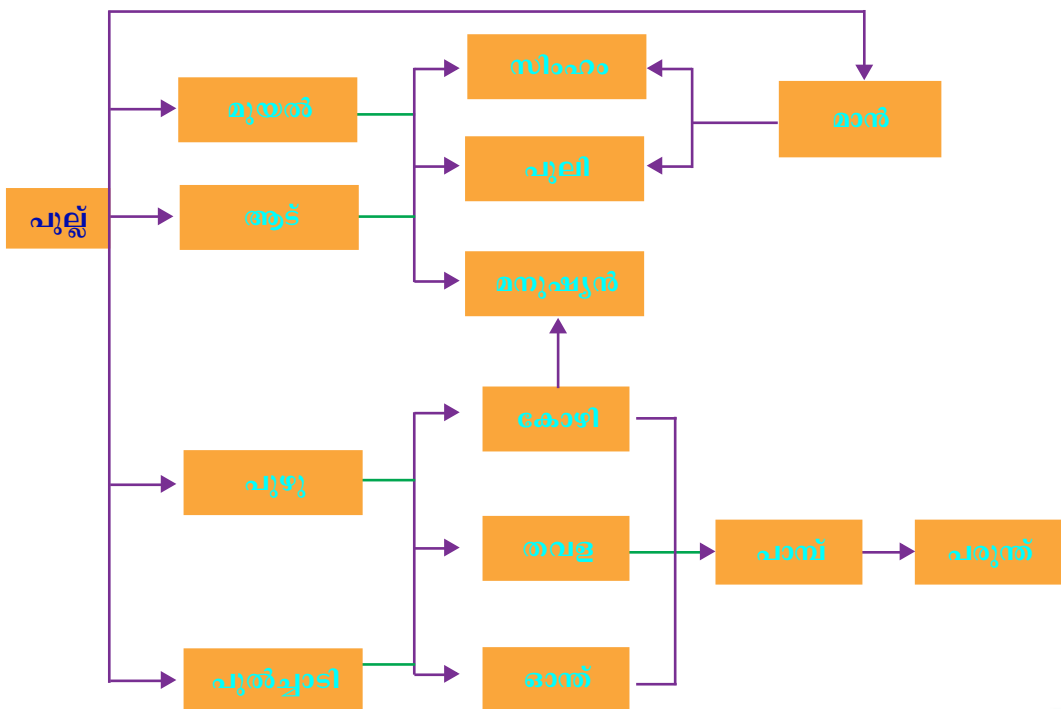 സിംഹം
മുയൽ
മാൻ
പുലി
പുല്ല്
ആട്
മനുഷ്യൻ
കോഴി
പുഴു
തവള
പാമ്പ്
പരുന്ത്
പുൽച്ചാടി
ഓന്ത്